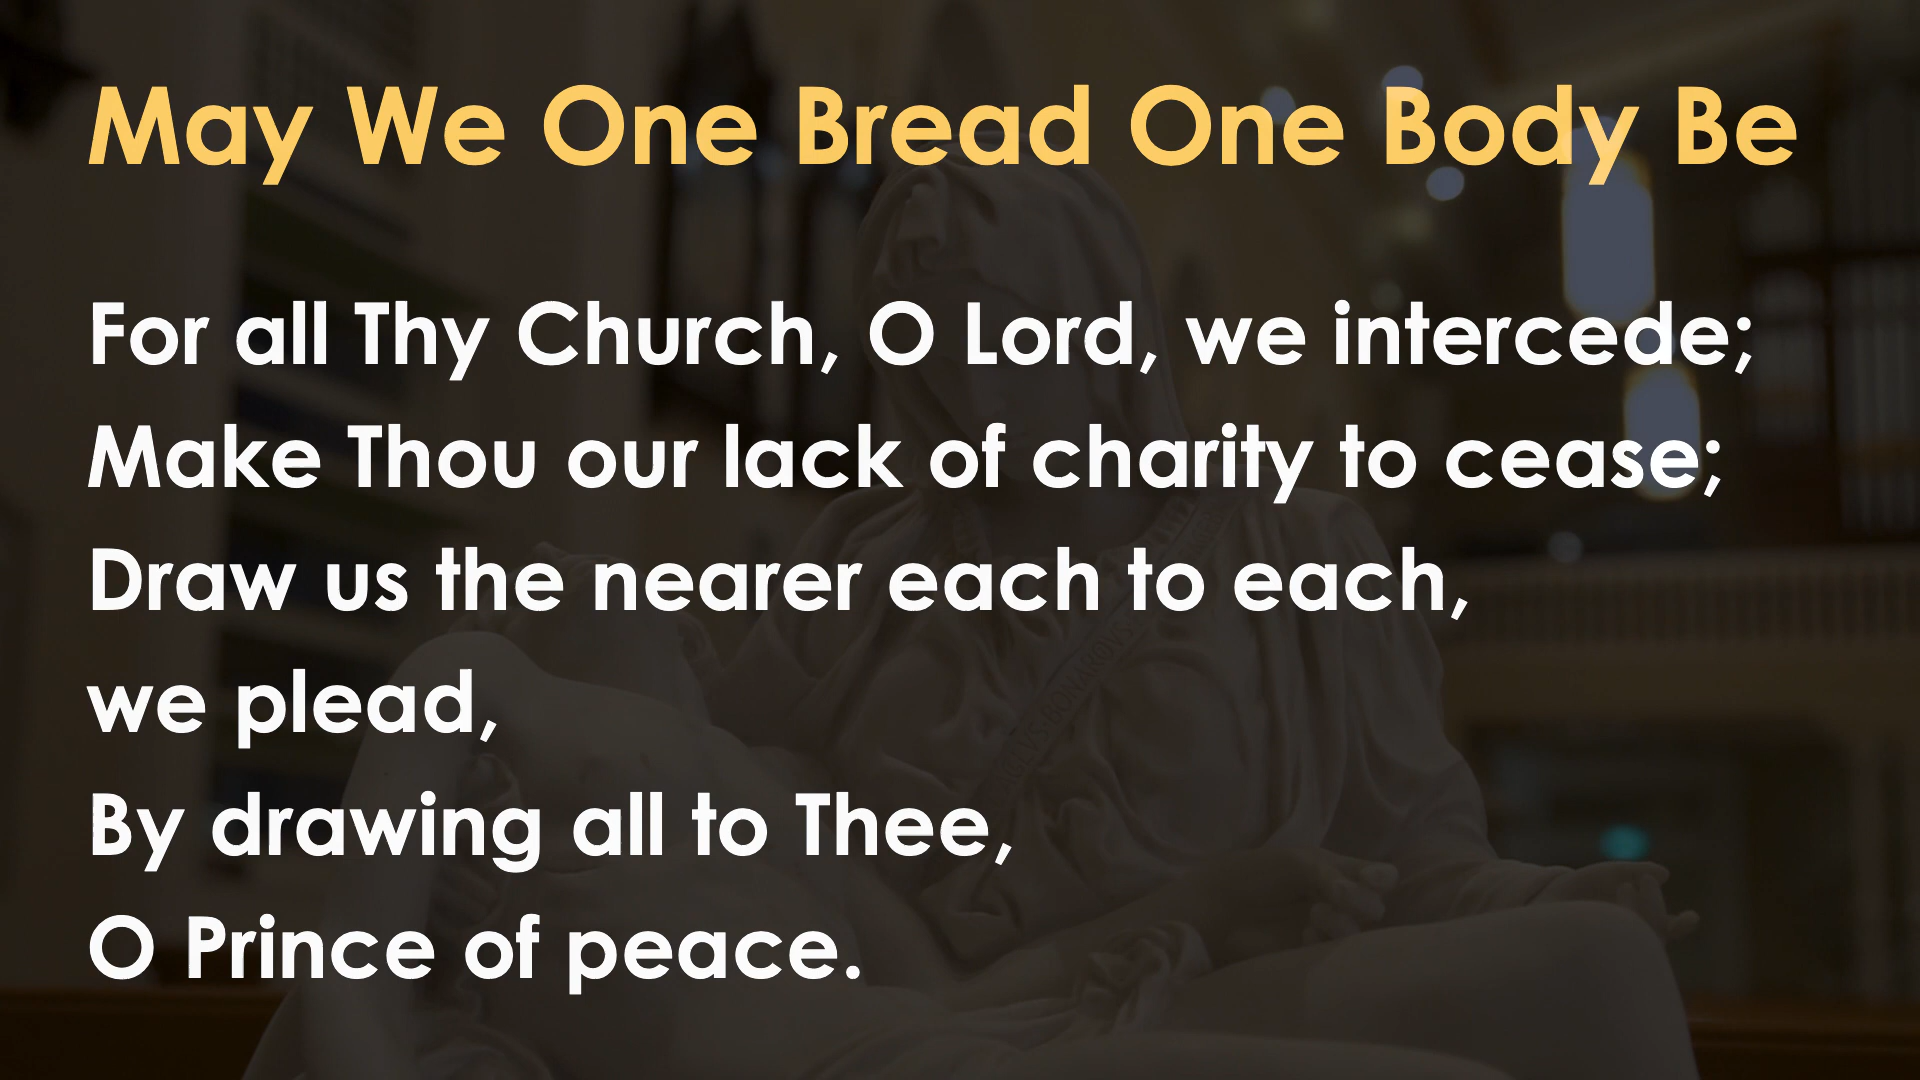 May We One Bread One Body Be
For all Thy Church, O Lord, we intercede;
Make Thou our lack of charity to cease;
Draw us the nearer each to each,
we plead,
By drawing all to Thee,
O Prince of peace.